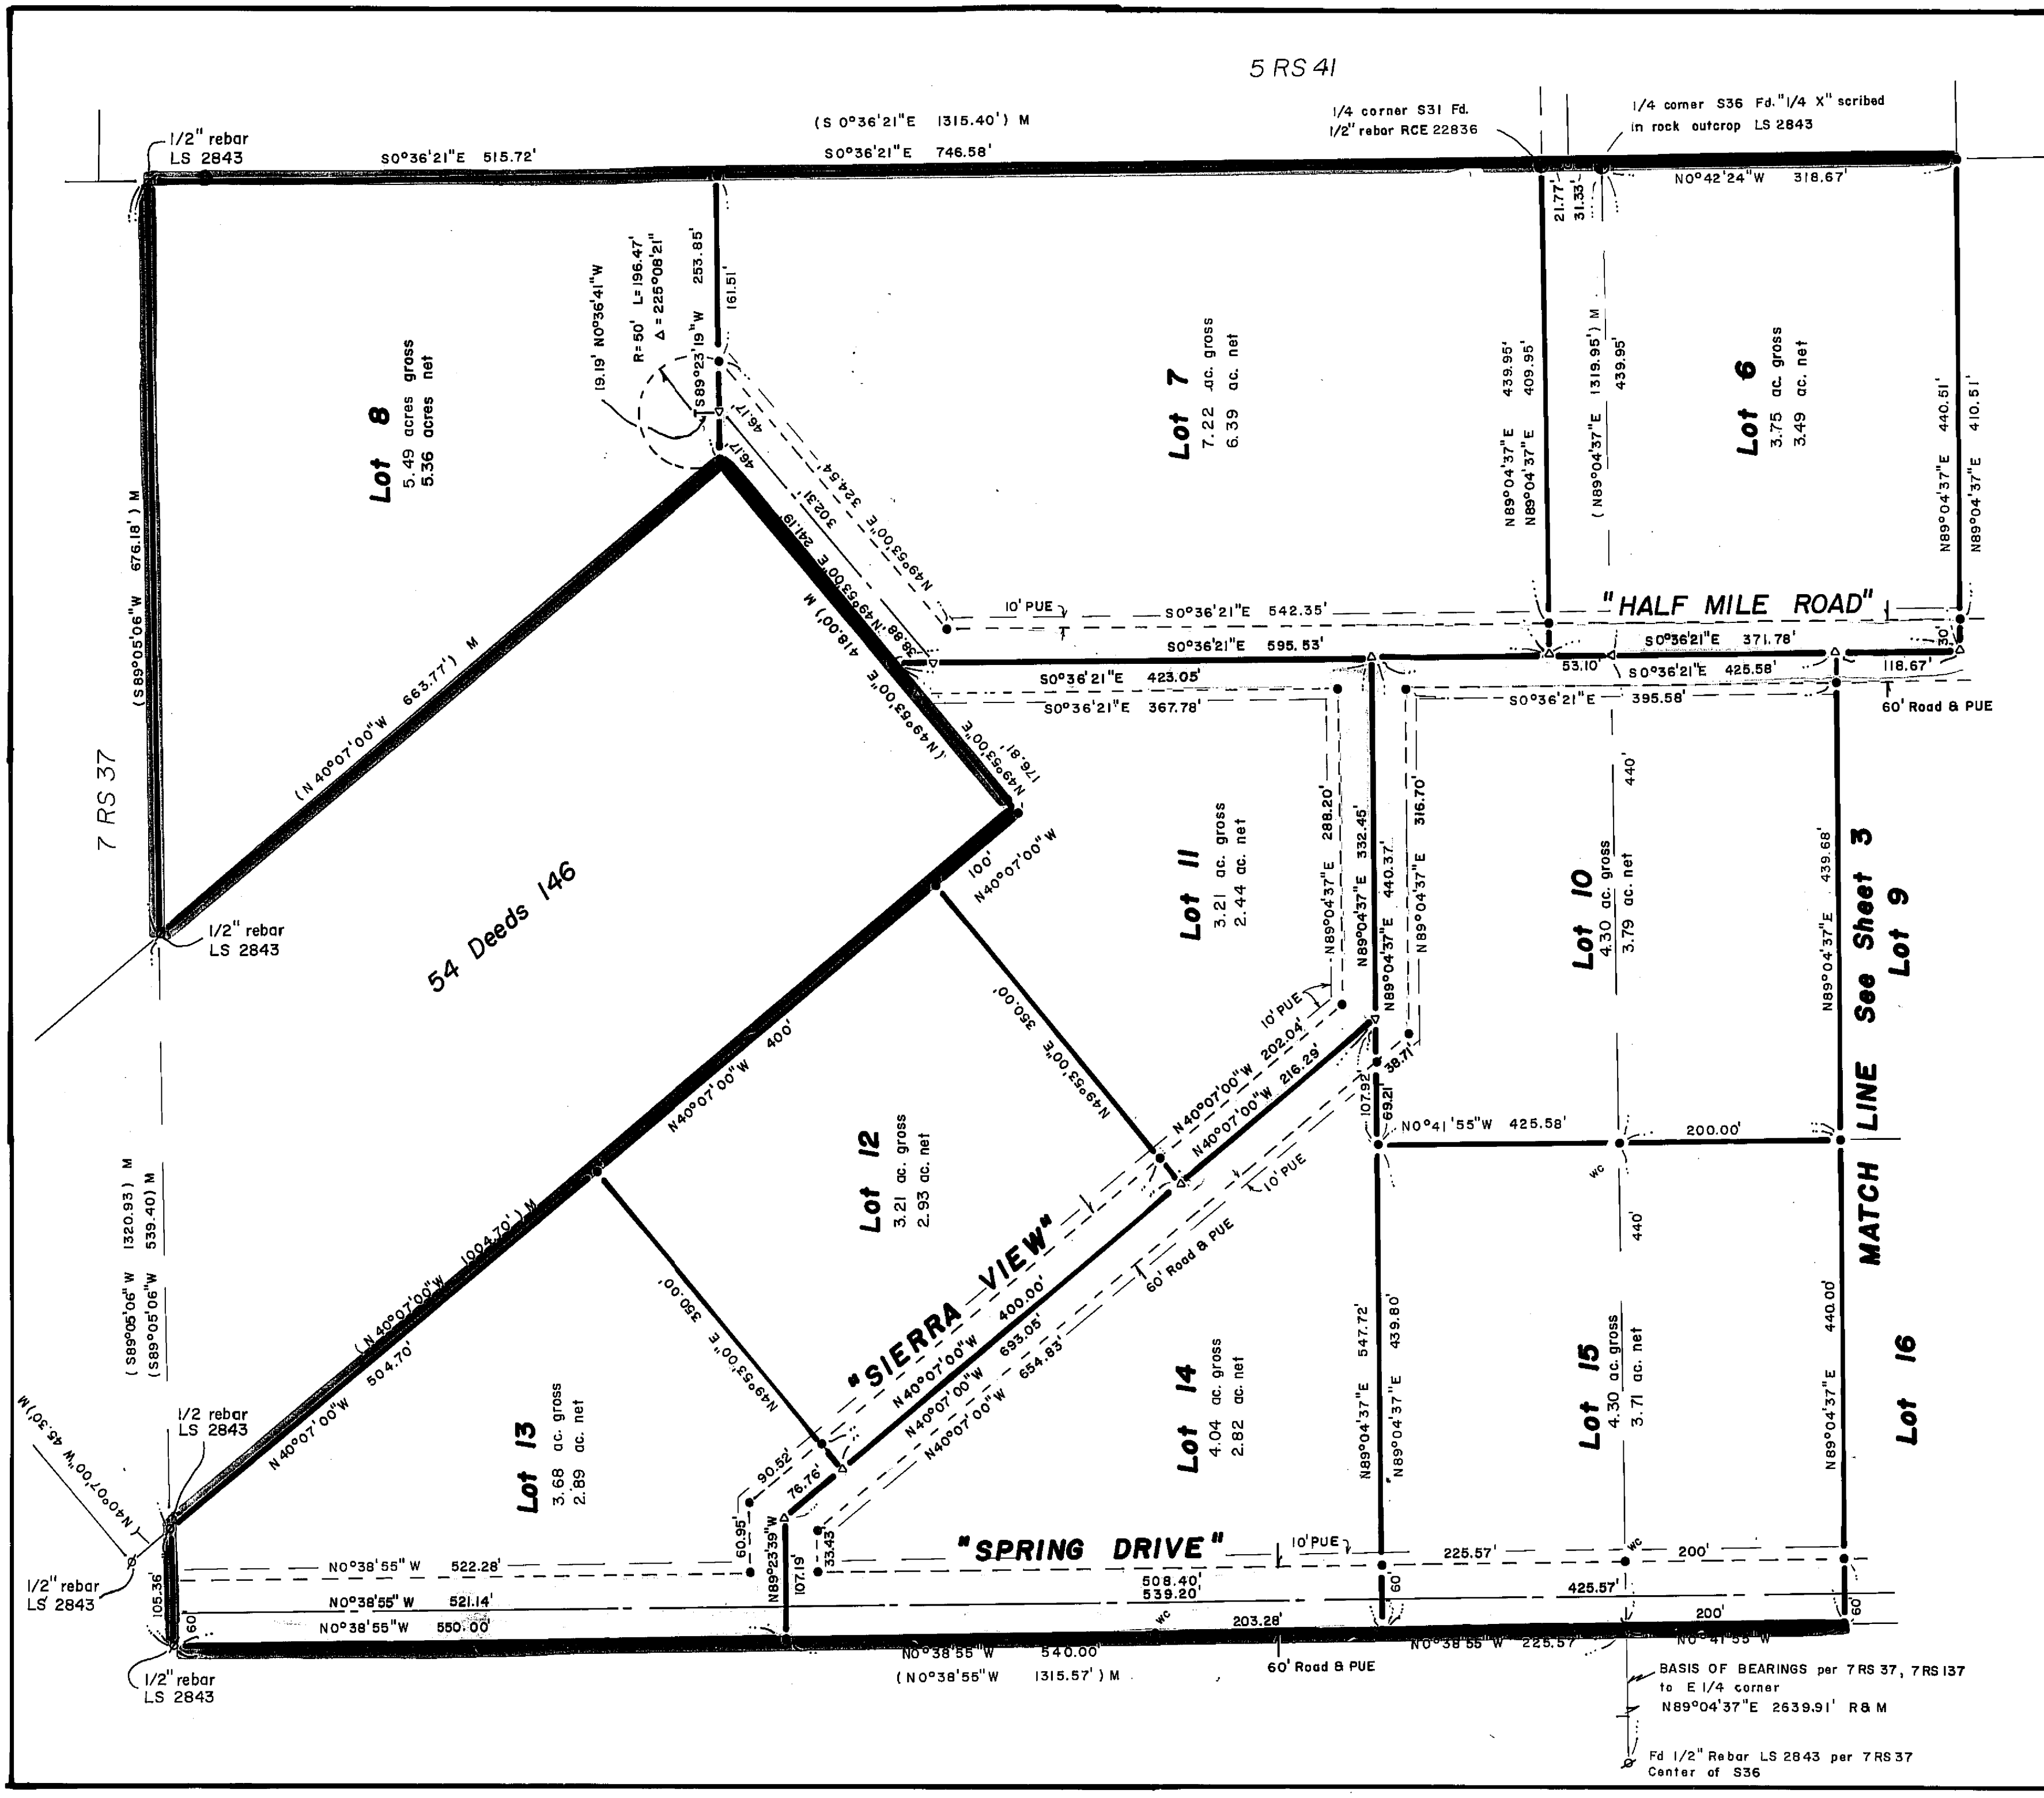 5 RS 41
1/2" rebar
LS 2843
(S 0°36'21"E 1315.40') M
S0°36'21"E 515.72'
S0°36'21"E 746.58'
1/4 corner S31 Fd.
1/2" rebar RCE 22836
1/4 corner S36 Fd. "1/4 X" scribed
in rock outcrop LS 2843
N0°42'24"W 318.67'
21.77'
31.33'
19.19' N0°36'41"W
R=50' L=196.47'
Δ = 225°08'21"
S89°23'19"W 253.85'
161.51'
46.17'
46.17'
Lot 8
5.49 acres gross
5.36 acres net
Lot 7
7.22 ac. gross
6.39 ac. net
N89°04'37"E 439.95'
N89°04'37"E 409.95'
(N89°04'37"E 1319.95') M
439.95'
Lot 6
3.75 ac. gross
3.49 ac. net
N89°04'37"E 440.51'
N89°04'37"E 410.51'
(S89°05'06"W 676.18') M
(N 40°07'00"W 663.77') M
N49°53'00"E 324.54'
302.31'
N49°53'00"E 241.19'
38.88'
(N49°53'00"E 418.00') M
N49°53'00"E
176.81'
10' PUE
S0°36'21"E 542.35'
"HALF MILE ROAD"
S0°36'21"E 595.53'
S0°36'21"E 371.78'
30'
53.10'
S0°36'21"E 425.58'
118.67'
S0°36'21"E 423.05'
S0°36'21"E 367.78'
S0°36'21"E 395.58'
60' Road & PUE
7 RS 37
1/2" rebar
LS 2843
54 Deeds 146
100'
N40°07'00"W
Lot 11
3.21 ac. gross
2.44 ac. net
N89°04'37"E 288.20'
N89°04'37"E 332.45'
N89°04'37"E 440.37'
N89°04'37"E 316.70'
Lot 10
4.30 ac. gross
3.79 ac. net
440'
N89°04'37"E 439.68'
MATCH LINE See Sheet 3
Lot 9
N40°07'00"W 400'
350.00'
N49°53'00"E
10' PUE
N40°07'00"W 202.04'
N40°07'00"W 216.29'
38.71'
107.92'
69.21'
N0°41'55"W 425.58'
200.00'
WC
10' PUE
60' Road & PUE
Lot 12
3.21 ac. gross
2.93 ac. net
"SIERRA VIEW"
(S89°05'06"W 1320.93') M
(S89°05'06"W 539.40') M
(N 40°07'00"W 1004.70') M
N40°07'00"W 504.70'
350.00'
N49°53'00"E
N40°07'00"W 400.00'
N40°07'00"W 693.05'
N40°07'00"W 654.83'
Lot 14
4.04 ac. gross
2.82 ac. net
N89°04'37"E 547.72'
N89°04'37"E 439.80'
Lot 15
4.30 ac. gross
3.71 ac. net
440'
N89°04'37"E 440.00'
Lot 16
(N40°07'00"W 45.30')M
1/2 rebar
LS 2843
Lot 13
3.68 ac. gross
2.89 ac. net
90.52'
76.76'
60.95'
N89°23'39"W
107.19'
33.43'
"SPRING DRIVE"
10' PUE
225.57'
WC
200'
1/2" rebar
LS 2843
105.36'
60'
N0°38'55"W 522.28'
N0°38'55"W 521.14'
N0°38'55"W 550.00'
508.40'
539.20'
WC
203.28'
60'
425.57'
200'
60'
1/2" rebar
LS 2843
N0°38'55"W 540.00'
(N0°38'55"W 1315.57') M
60' Road & PUE
N0°38'55"W 225.57'
N0°41'55"W
BASIS OF BEARINGS per 7 RS 37, 7 RS 137
to E 1/4 corner
N89°04'37"E 2639.91' R & M
Fd 1/2" Rebar LS 2843 per 7 RS 37
Center of S36